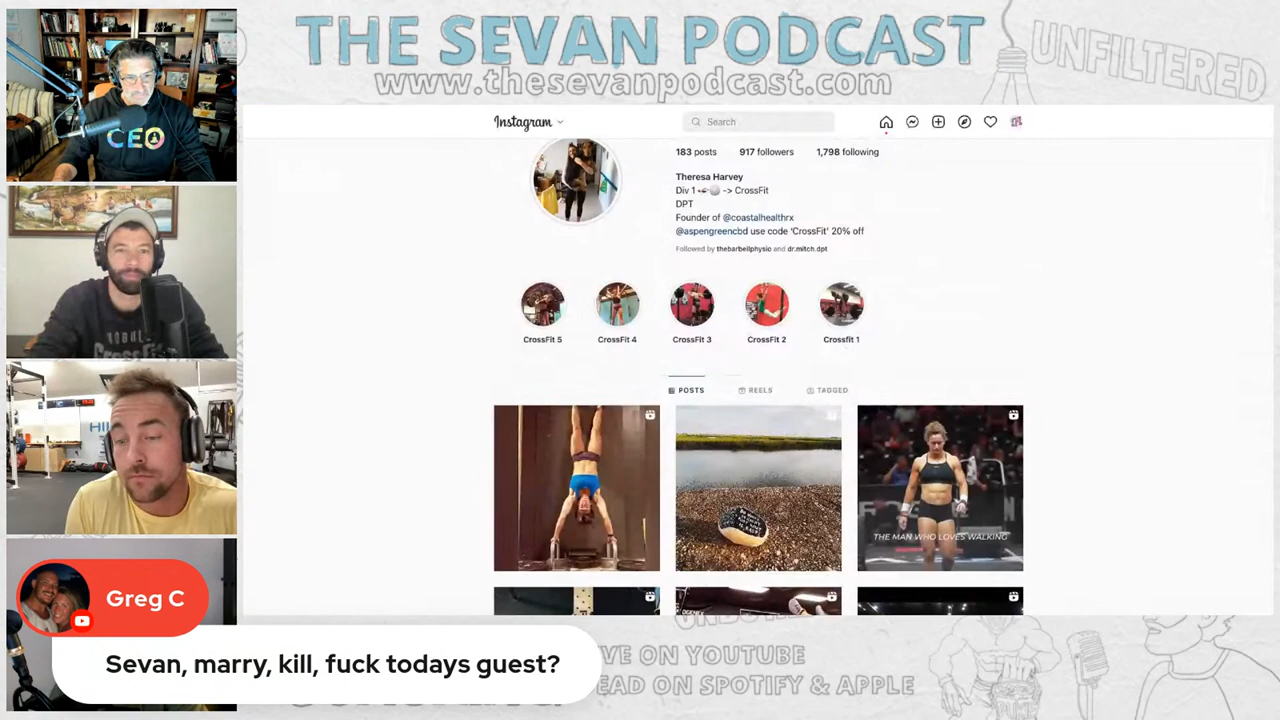 THE SEVAN PODCAST
www.thesevanpodcast.com
UNFILTERED
CEO
Instagram
Search
183 posts 917 followers 1,798 following
Theresa Harvey
Div 1 -> CrossFit
DPT
Founder of @coastalhealthrx
@aspengreencbd use code 'CrossFit' 20% off
Followed by thebarbellphysio and dr.mitch.dpt
CrossFit 5 CrossFit 4 CrossFit 3 CrossFit 2 Crossfit 1
POSTS REELS TAGGED
THE MAN WHO LOVES WALKING
Greg C
Sevan, marry, kill, fuck todays guest?
VE ON YOUTUBE
EAD ON SPOTIFY & APPLE